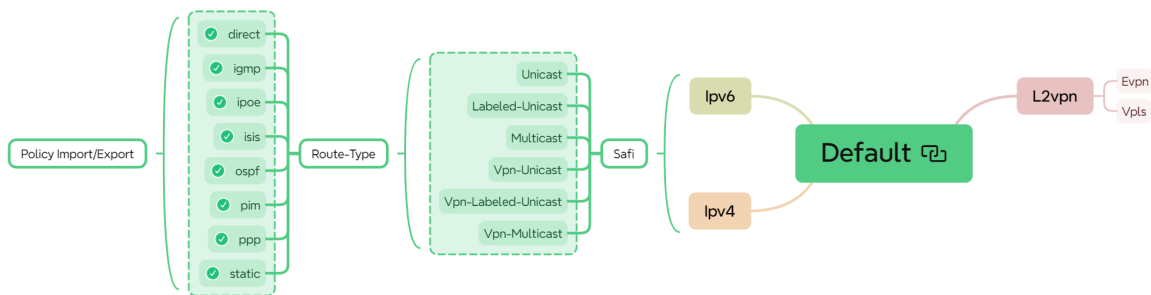 Policy Import/Export
direct
igmp
ipoe
isis
ospf
pim
ppp
static
Route-Type
Unicast
Labeled-Unicast
Multicast
Vpn-Unicast
Vpn-Labeled-Unicast
Vpn-Multicast
Safi
Ipv6
Ipv4
Default
L2vpn
Evpn
Vpls